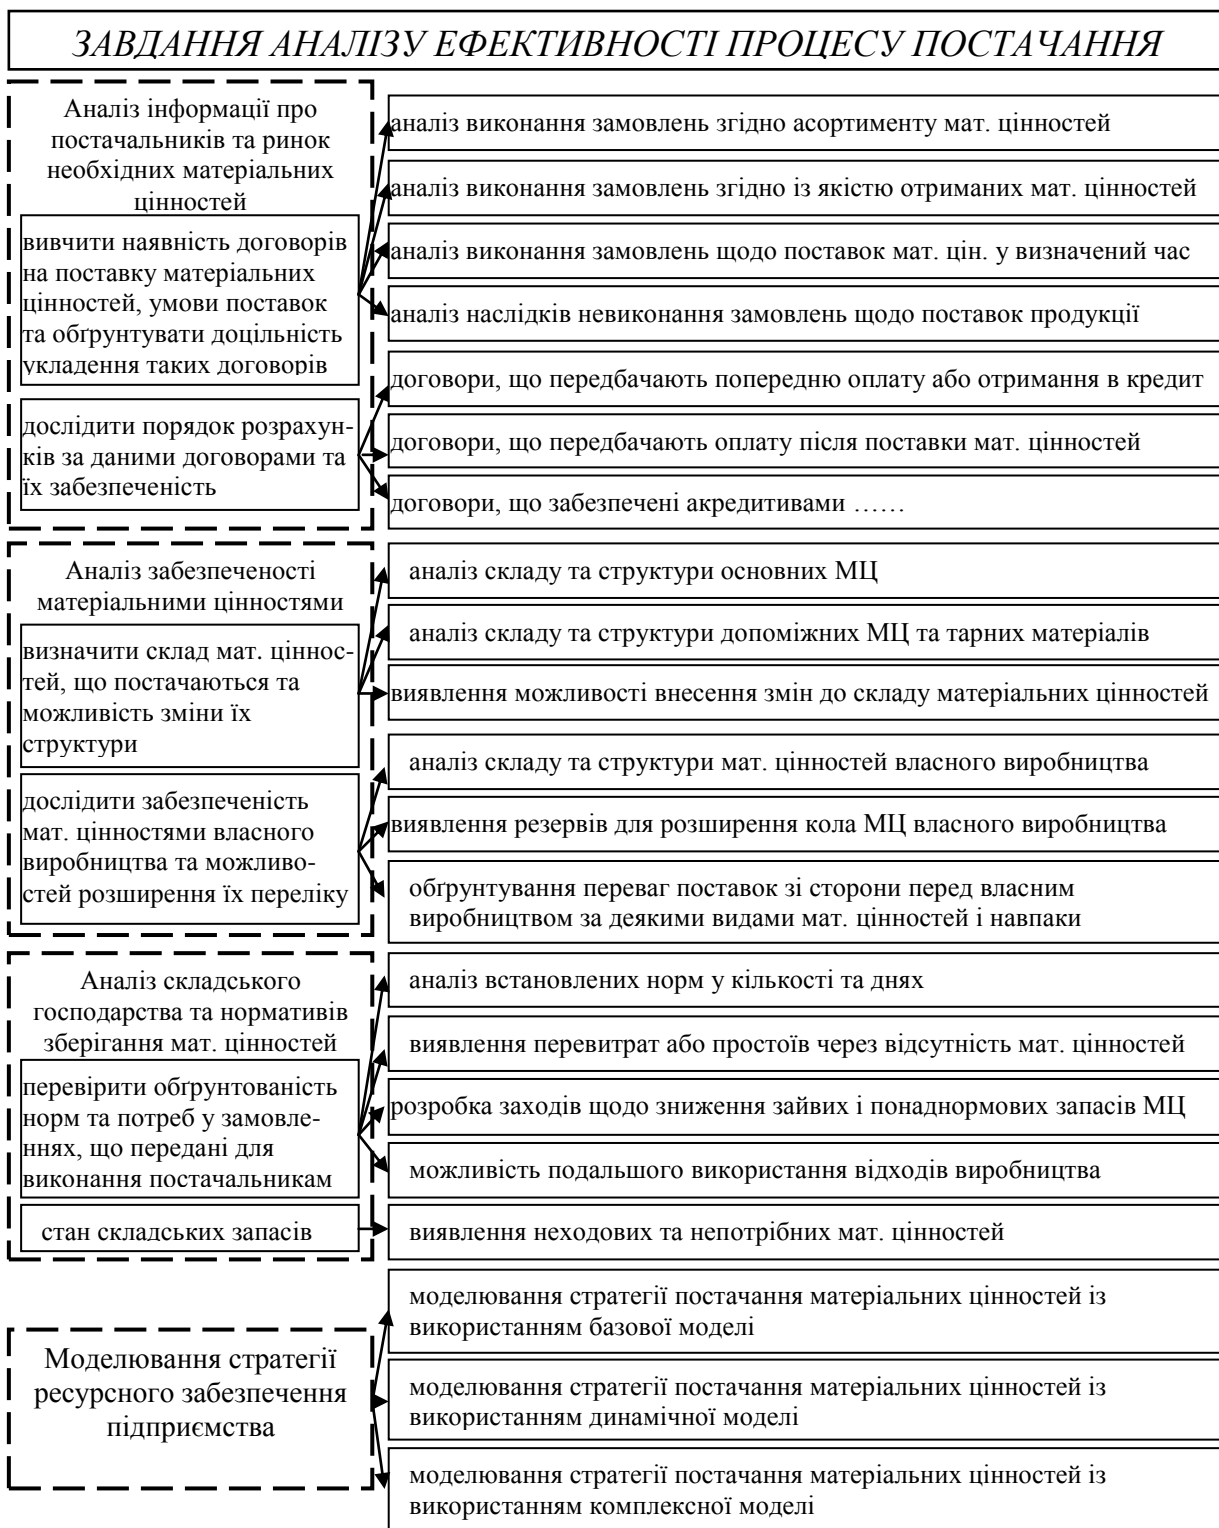 ЗАВДАННЯ АНАЛІЗУ ЕФЕКТИВНОСТІ ПРОЦЕСУ ПОСТАЧАННЯ
Аналіз інформації про
постачальників та ринок
необхідних матеріальних
цінностей
вивчити наявність договорів
на поставку матеріальних
цінностей, умови поставок
та обґрунтувати доцільність
укладення таких договорів
аналіз виконання замовлень згідно асортименту мат. цінностей
аналіз виконання замовлень згідно із якістю отриманих мат. цінностей
аналіз виконання замовлень щодо поставок мат. цін. у визначений час
аналіз наслідків невиконання замовлень щодо поставок продукції
дослідити порядок розрахун-
ків за даними договорами та
їх забезпеченість
договори, що передбачають попередню оплату або отримання в кредит
договори, що передбачають оплату після поставки мат. цінностей
договори, що забезпечені акредитивами ……
Аналіз забезпеченості
матеріальними цінностями
визначити склад мат. ціннос-
тей, що постачаються та
можливість зміни їх
структури
аналіз складу та структури основних МЦ
аналіз складу та структури допоміжних МЦ та тарних матеріалів
виявлення можливості внесення змін до складу матеріальних цінностей
дослідити забезпеченість
мат. цінностями власного
виробництва та можливо-
стей розширення їх переліку
аналіз складу та структури мат. цінностей власного виробництва
виявлення резервів для розширення кола МЦ власного виробництва
обґрунтування переваг поставок зі сторони перед власним
виробництвом за деякими видами мат. цінностей і навпаки
Аналіз складського
господарства та нормативів
зберігання мат. цінностей
перевірити обґрунтованість
норм та потреб у замовле-
ннях, що передані для
виконання постачальникам
аналіз встановлених норм у кількості та днях
виявлення перевитрат або простоїв через відсутність мат. цінностей
розробка заходів щодо зниження зайвих і понаднормових запасів МЦ
можливість подальшого використання відходів виробництва
стан складських запасів
виявлення неходових та непотрібних мат. цінностей
Моделювання стратегії
ресурсного забезпечення
підприємства
моделювання стратегії постачання матеріальних цінностей із
використанням базової моделі
моделювання стратегії постачання матеріальних цінностей із
використанням динамічної моделі
моделювання стратегії постачання матеріальних цінностей із
використанням комплексної моделі